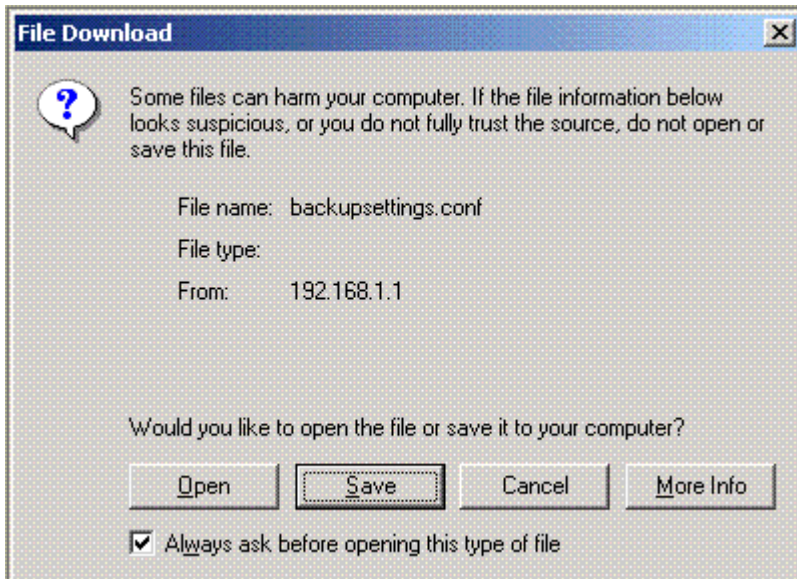 File Download
Some files can harm your computer. If the file information below
looks suspicious, or you do not fully trust the source, do not open or
save this file.
File name: backupsettings.conf
File type:
From: 192.168.1.1
Would you like to open the file or save it to your computer?
Open Save Cancel More Info
Always ask before opening this type of file